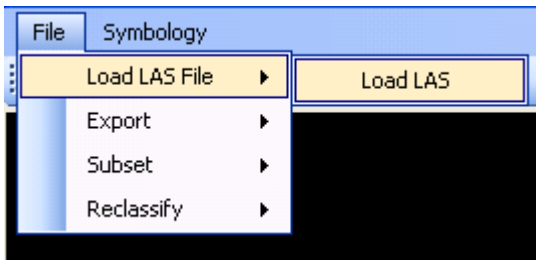 File Symbology
Load LAS File Load LAS
Export
Subset
Reclassify